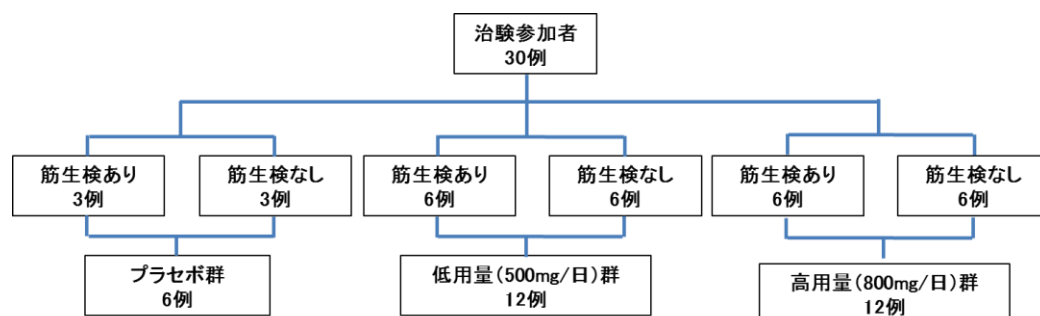 治験参加者
30例
筋生検あり
3例
筋生検なし
3例
筋生検あり
6例
筋生検なし
6例
筋生検あり
6例
筋生検なし
6例
プラセボ群
6例
低用量(500mg/日)群
12例
高用量(800mg/日)群
12例